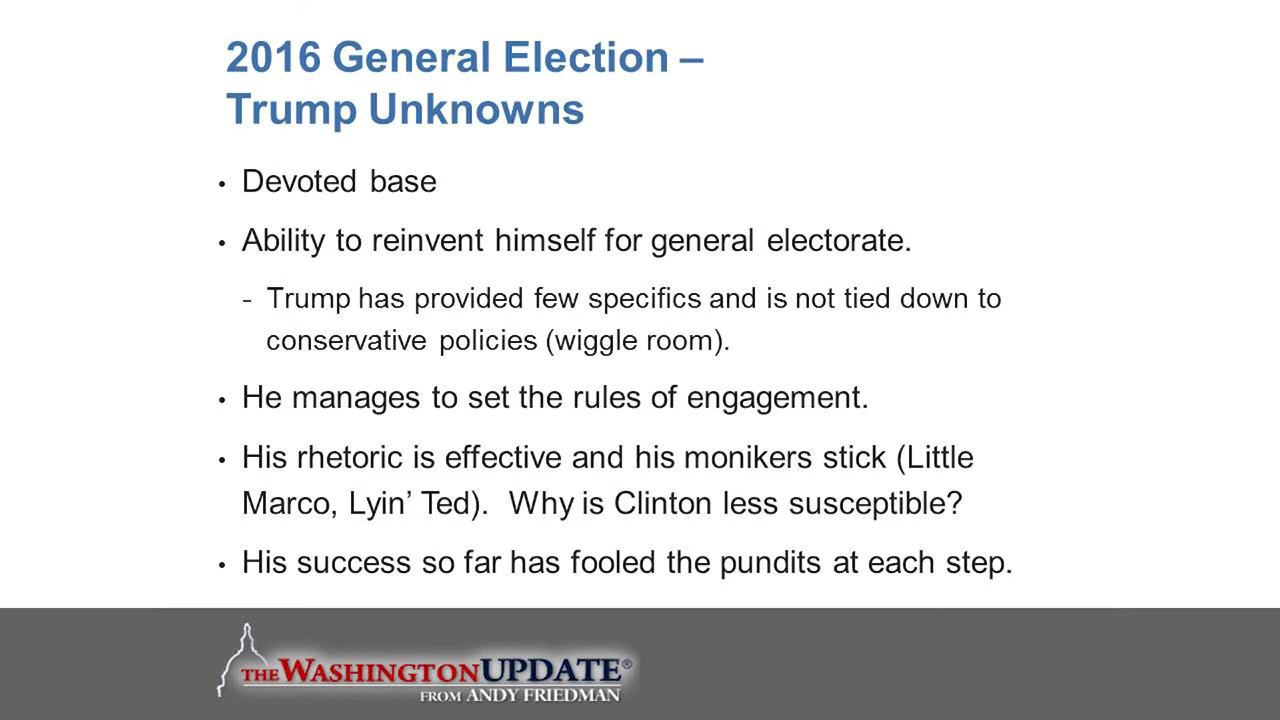 2016 General Election –
Trump Unknowns
• Devoted base
• Ability to reinvent himself for general electorate.
- Trump has provided few specifics and is not tied down to
conservative policies (wiggle room).
• He manages to set the rules of engagement.
• His rhetoric is effective and his monikers stick (Little
Marco, Lyin’ Ted).  Why is Clinton less susceptible?
• His success so far has fooled the pundits at each step.
THE WASHINGTON UPDATE®
FROM ANDY FRIEDMAN